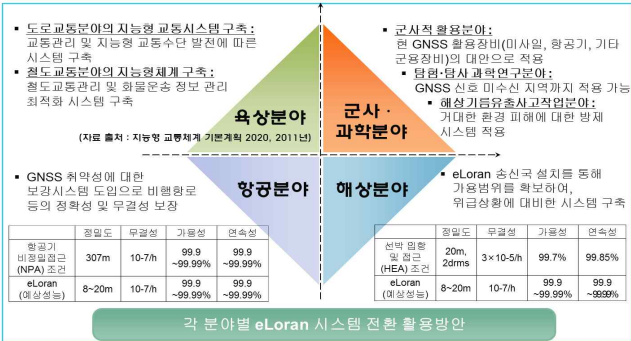 ▪ 도로교통분야의 지능형 교통시스템 구축 :
교통관리 및 지능형 교통수단 발전에 따른
시스템 구축
▪ 철도교통분야의 지능형체계 구축 :
철도교통관리 및 화물운송 정보 관리
최적화 시스템 구축
(자료 출처 : 지능형 교통체계 기본계획 2020, 2011년)
육상분야
군사·
과학분야
▪ 군사적 활용분야 :
현 GNSS 활용장비(미사일, 항공기, 기타
군용장비)의 대안으로 적용
▪ 탐험·탐사 과학연구분야 :
GNSS 신호 미수신 지역까지 적용 가능
▪ 해상기름유출사고작업분야 :
거대한 환경 피해에 대한 방제
시스템 적용
▪ GNSS 취약성에 대한
보강시스템 도입으로 비행항로
등의 정확성 및 무결성 보장
항공분야
해상분야
▪ eLoran 송신국 설치를 통해
가용범위를 확보하여,
위급상황에 대비한 시스템 구축
정밀도 무결성 가용성 연속성
항공기
비정밀접근
(NPA) 조건
307m 10-7/h 99.9
~99.99% 99.9
~99.99%
eLoran
(예상성능)
8~20m 10-7/h 99.9
~99.99% 99.9
~99.99%
정밀도 무결성 가용성 연속성
선박 입항
및 접근
(HEA) 조건
20m,
2drms 3×10-5/h 99.7% 99.85%
eLoran
(예상성능)
8~20m 10-7/h 99.9
~99.99% 99.9
~99.99%
각 분야별 eLoran 시스템 전환 활용방안